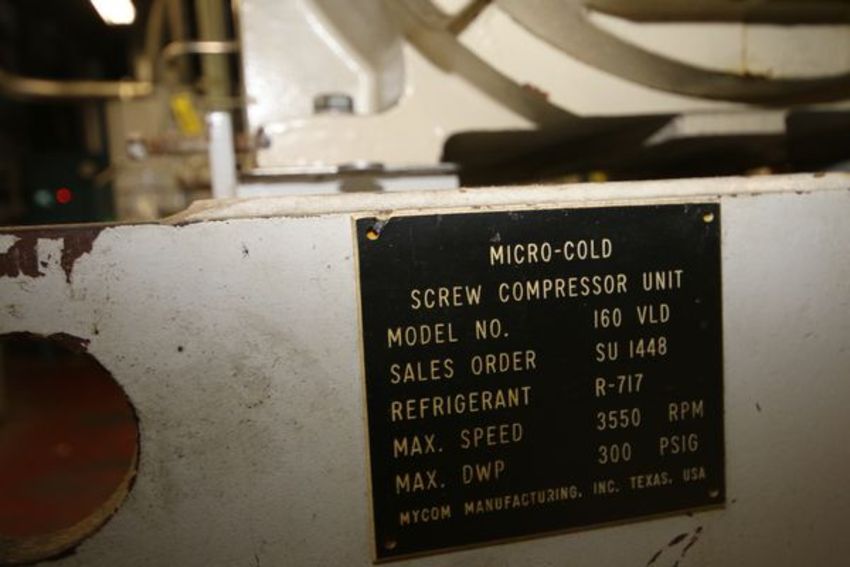 MICRO-COLD
SCREW COMPRESSOR UNIT
MODEL NO. 160 VLD
SALES ORDER SU 1448
REFRIGERANT R-717
MAX. SPEED 3550 RPM
MAX. DWP 300 PSIG
MYCOM MANUFACTURING, INC. TEXAS, USA